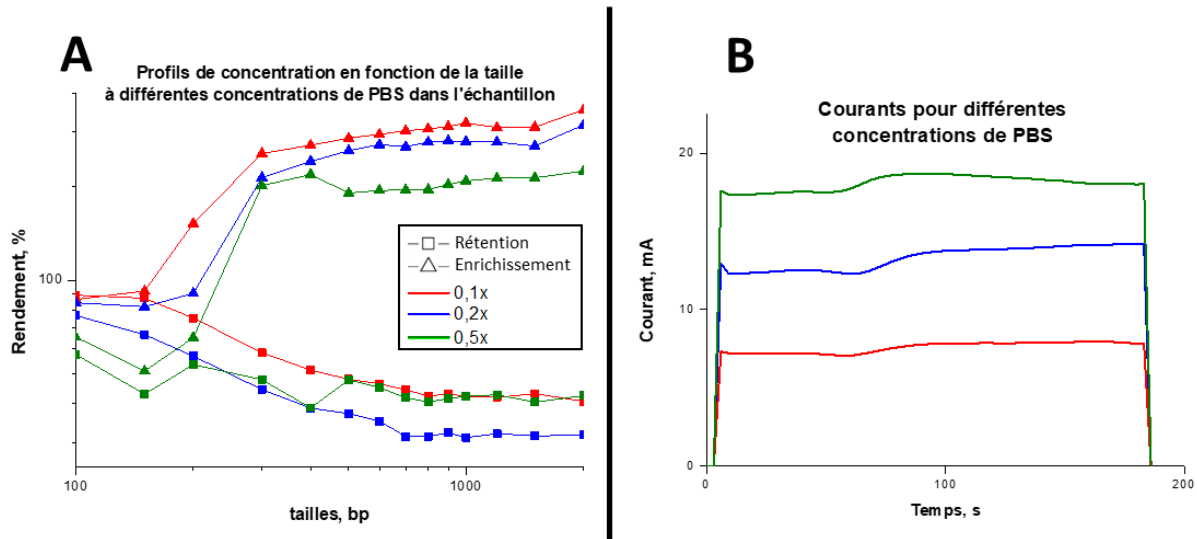 A
Profils de concentration en fonction de la taille
à différentes concentrations de PBS dans l'échantillon
Rendement, %
100
─□─ Rétention
─△─ Enrichissement
0,1x
0,2x
0,5x
100
1000
tailles, bp
B
Courants pour différentes
concentrations de PBS
Courant, mA
20
10
0
0
100
200
Temps, s